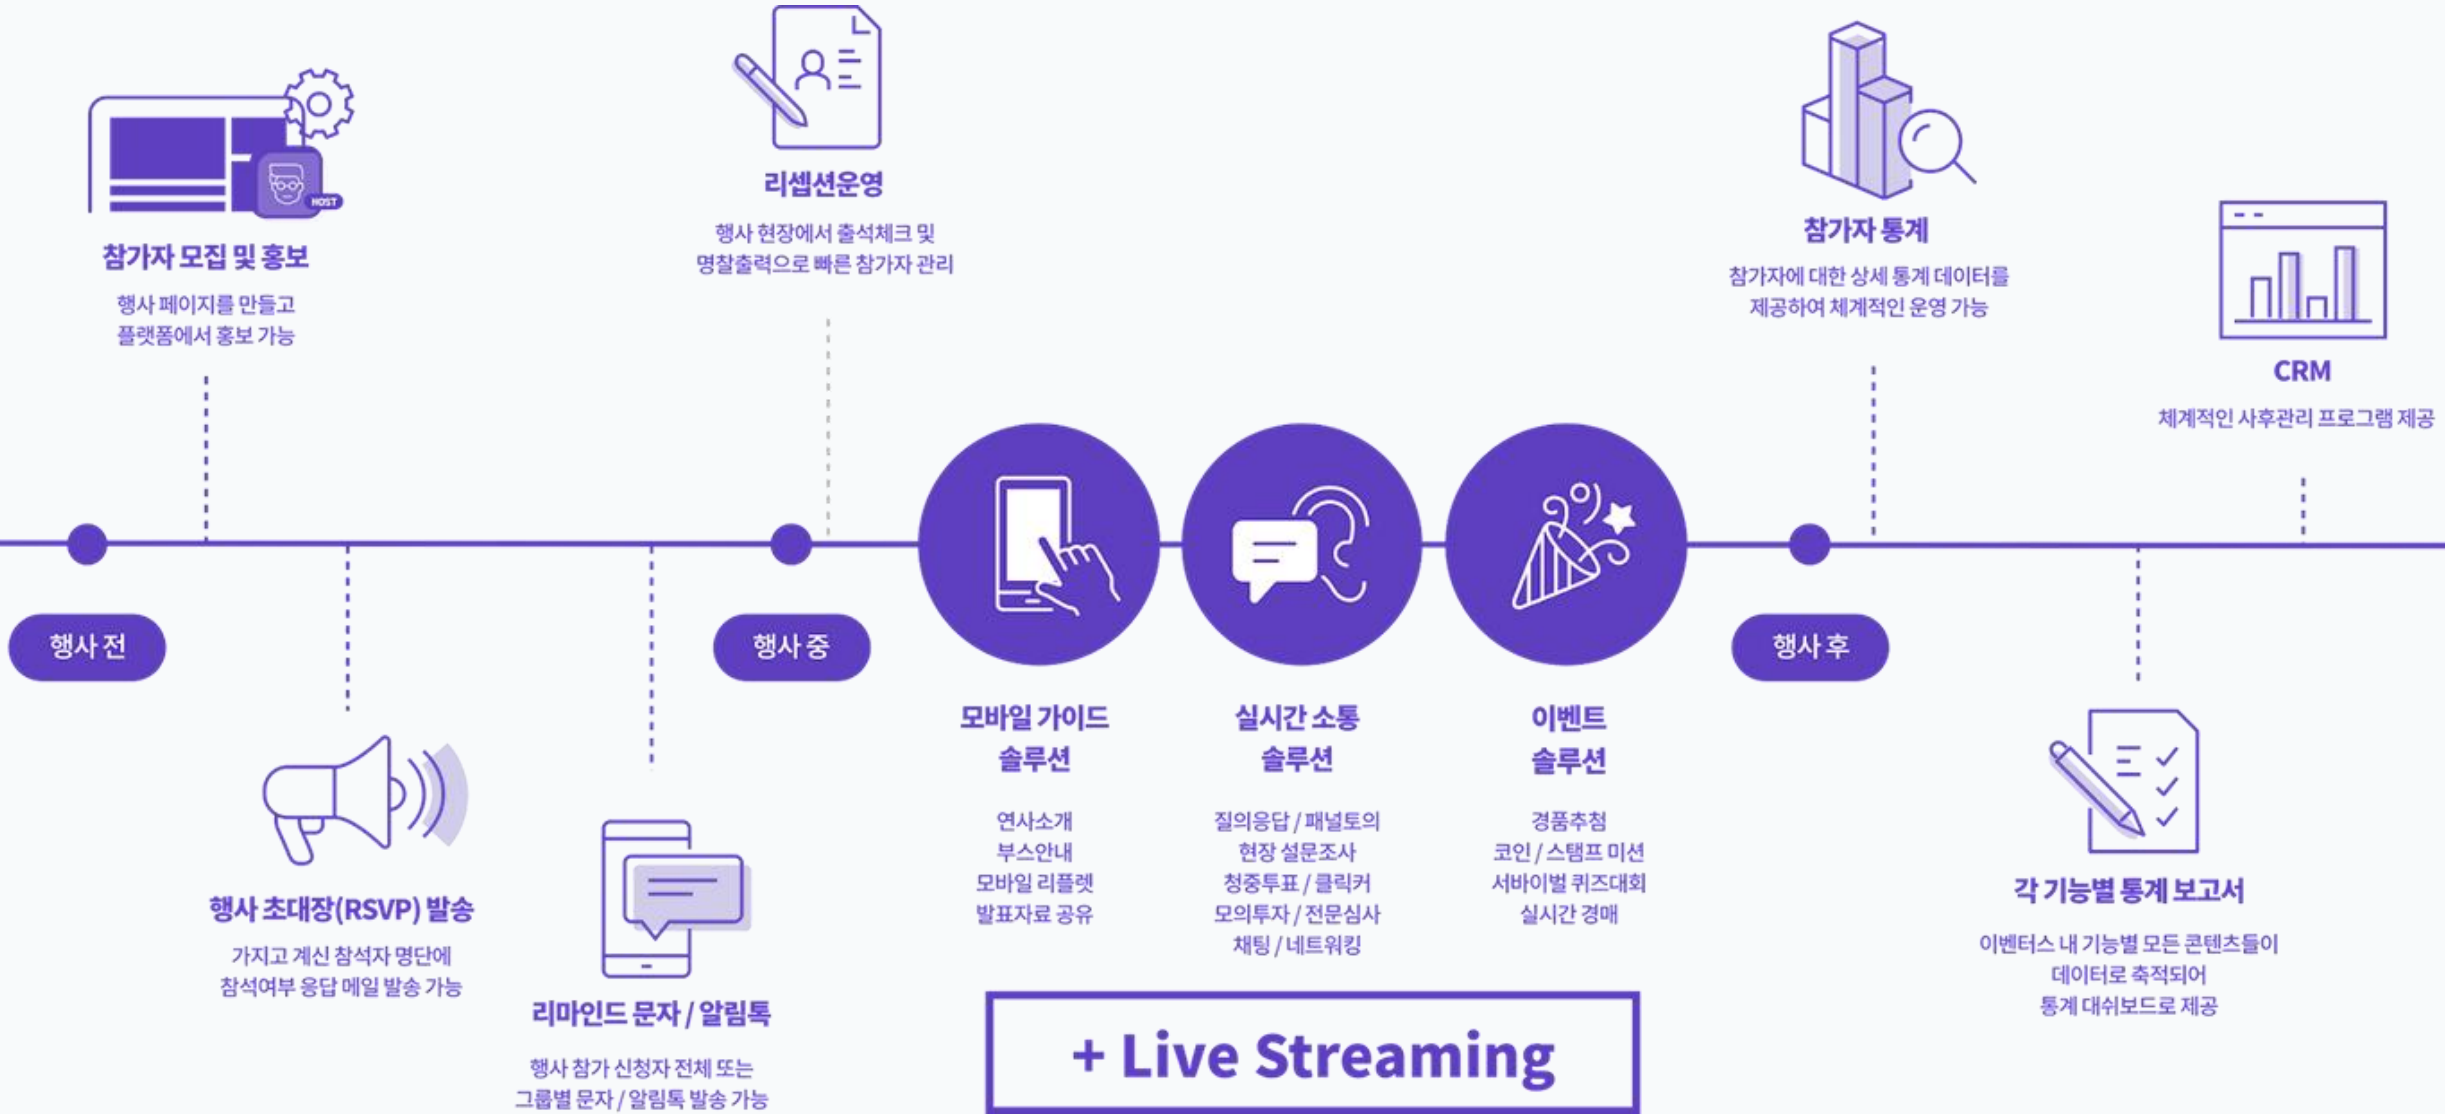 HOST
참가자 모집 및 홍보
행사 페이지를 만들고
플랫폼에서 홍보 가능
리셉션운영
행사 현장에서 출석체크 및
명찰출력으로 빠른 참가자 관리
참가자 통계
참가자에 대한 상세 통계 데이터를
제공하여 체계적인 운영 가능
CRM
체계적인 사후관리 프로그램 제공
행사 전
행사 중
행사 후
행사 초대장(RSVP) 발송
가지고 계신 참석자 명단에
참석여부 응답 메일 발송 가능
리마인드 문자 / 알림톡
행사 참가 신청자 전체 또는
그룹별 문자 / 알림톡 발송 가능
모바일 가이드
솔루션
연사소개
부스안내
모바일 리플렛
발표자료 공유
실시간 소통
솔루션
질의응답 / 패널토의
현장 설문조사
청중투표 / 클릭커
모의투자 / 전문심사
채팅 / 네트워킹
이벤트
솔루션
경품추첨
코인 / 스탬프 미션
서바이벌 퀴즈대회
실시간 경매
+ Live Streaming
각 기능별 통계 보고서
이벤터스 내 기능별 모든 콘텐츠들이
데이터로 축적되어
통계 대쉬보드로 제공